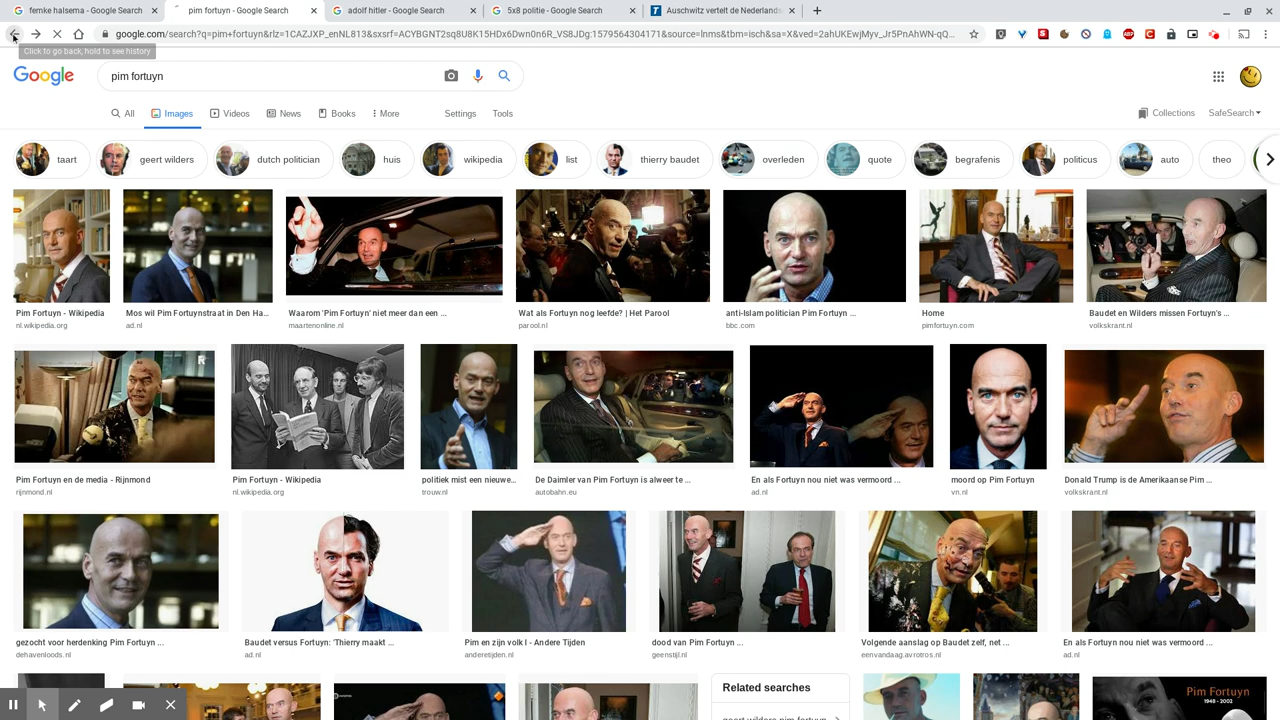 femke halsema - Google Search
pim fortuyn - Google Search
adolf hitler - Google Search
5x8 politie - Google Search
Auschwitz vertelt de Nederlands
google.com/search?q=pim+fortuyn&rlz=1CAZJXP_enNL813&sxsrf=ACYBGNT2sq8U8K15HDx6Dwn0n6R_VS8JDg:1579564304171&source=lnms&tbm=isch&sa=X&ved=2ahUKEwjMyv_Jr5PnAhWN-qQ...
Click to go back, hold to see history
Google
pim fortuyn
All Images Videos News Books More Settings Tools
Collections SafeSearch
taart geert wilders dutch politician huis wikipedia list thierry baudet overleden quote begrafenis politicus auto theo
Pim Fortuyn - Wikipedia
nl.wikipedia.org
Mos wil Pim Fortuynstraat in Den Ha...
ad.nl
Waarom 'Pim Fortuyn' niet meer dan een ...
maartenonline.nl
Wat als Fortuyn nog leefde? | Het Parool
parool.nl
anti-Islam politician Pim Fortuyn ...
bbc.com
Home
pimfortuyn.com
Baudet en Wilders missen Fortuyn's ...
volkskrant.nl
R
Pim Fortuyn en de media - Rijnmond
rijnmond.nl
Pim Fortuyn - Wikipedia
nl.wikipedia.org
politiek mist een nieuwe...
trouw.nl
De Daimler van Pim Fortuyn is alweer te ...
autobahn.eu
En als Fortuyn nou niet was vermoord ...
ad.nl
moord op Pim Fortuyn
vn.nl
Donald Trump is de Amerikaanse Pim ...
volkskrant.nl
gezocht voor herdenking Pim Fortuyn ...
dehavenloods.nl
Baudet versus Fortuyn: 'Thierry maakt ...
ad.nl
Pim en zijn volk I - Andere Tijden
anderetijden.nl
dood van Pim Fortuyn ...
geenstijl.nl
Volgende aanslag op Baudet zelf, net ...
eenvandaag.avrotros.nl
En als Fortuyn nou niet was vermoord ...
ad.nl
Related searches
geert wilders pim fortuyn
Pim Fortuyn
1948 - 2002